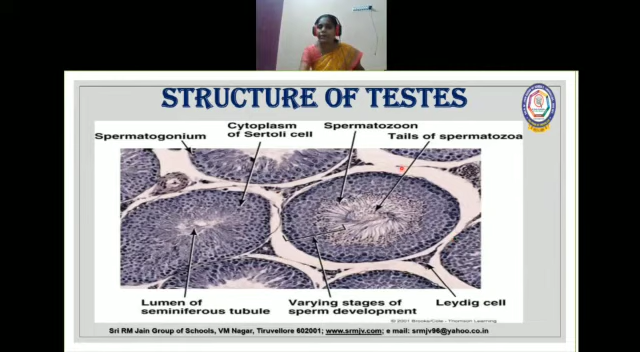 STRUCTURE OF TESTES
Spermatogonium
Cytoplasm
of Sertoli cell
Spermatozoon
Tails of spermatozoa
Lumen of
seminiferous tubule
Varying stages of
sperm development
Leydig cell
© 2001 Brooks/Cole - Thomson Learning
Sri RM Jain Group of Schools, VM Nagar, Tiruvellore 602001; www.srmjv.com; e mail: srmjv96@yahoo.co.in